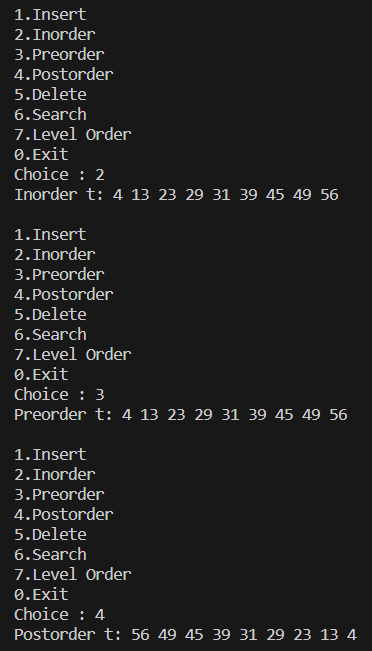 1.Insert
2.Inorder
3.Preorder
4.Postorder
5.Delete
6.Search
7.Level Order
0.Exit
Choice : 2
Inorder t: 4 13 23 29 31 39 45 49 56
1.Insert
2.Inorder
3.Preorder
4.Postorder
5.Delete
6.Search
7.Level Order
0.Exit
Choice : 3
Preorder t: 4 13 23 29 31 39 45 49 56
1.Insert
2.Inorder
3.Preorder
4.Postorder
5.Delete
6.Search
7.Level Order
0.Exit
Choice : 4
Postorder t: 56 49 45 39 31 29 23 13 4